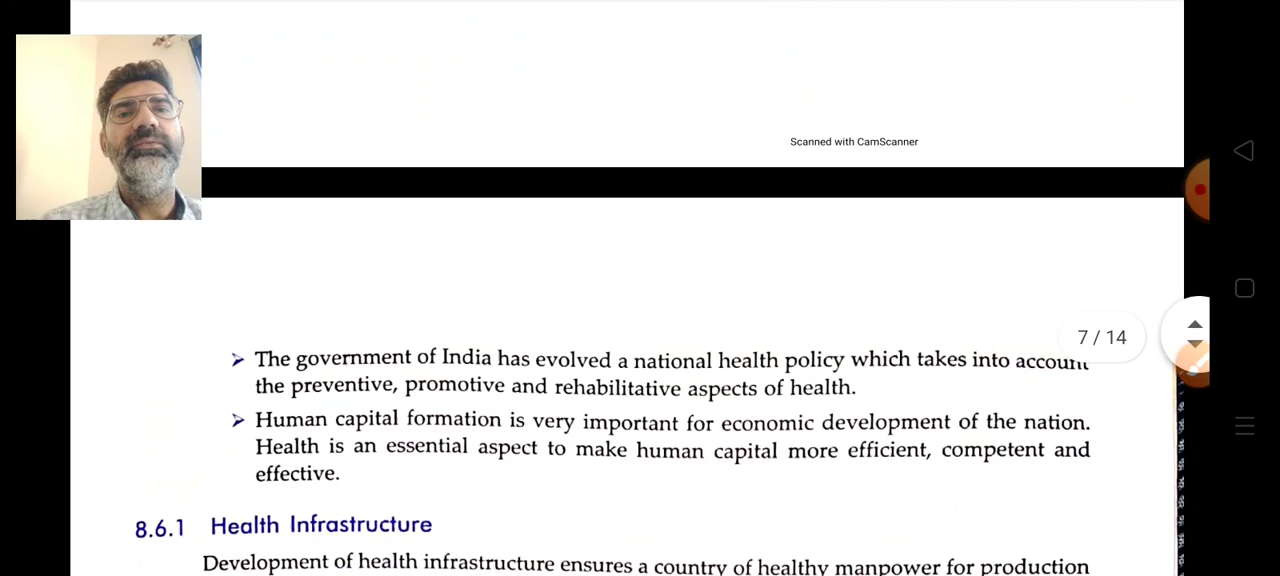 Scanned with CamScanner
7 / 14
➢ The government of India has evolved a national health policy which takes into account
the preventive, promotive and rehabilitative aspects of health.
➢ Human capital formation is very important for economic development of the nation.
Health is an essential aspect to make human capital more efficient, competent and
effective.
8.6.1 Health Infrastructure
Development of health infrastructure ensures a country of healthy manpower for production